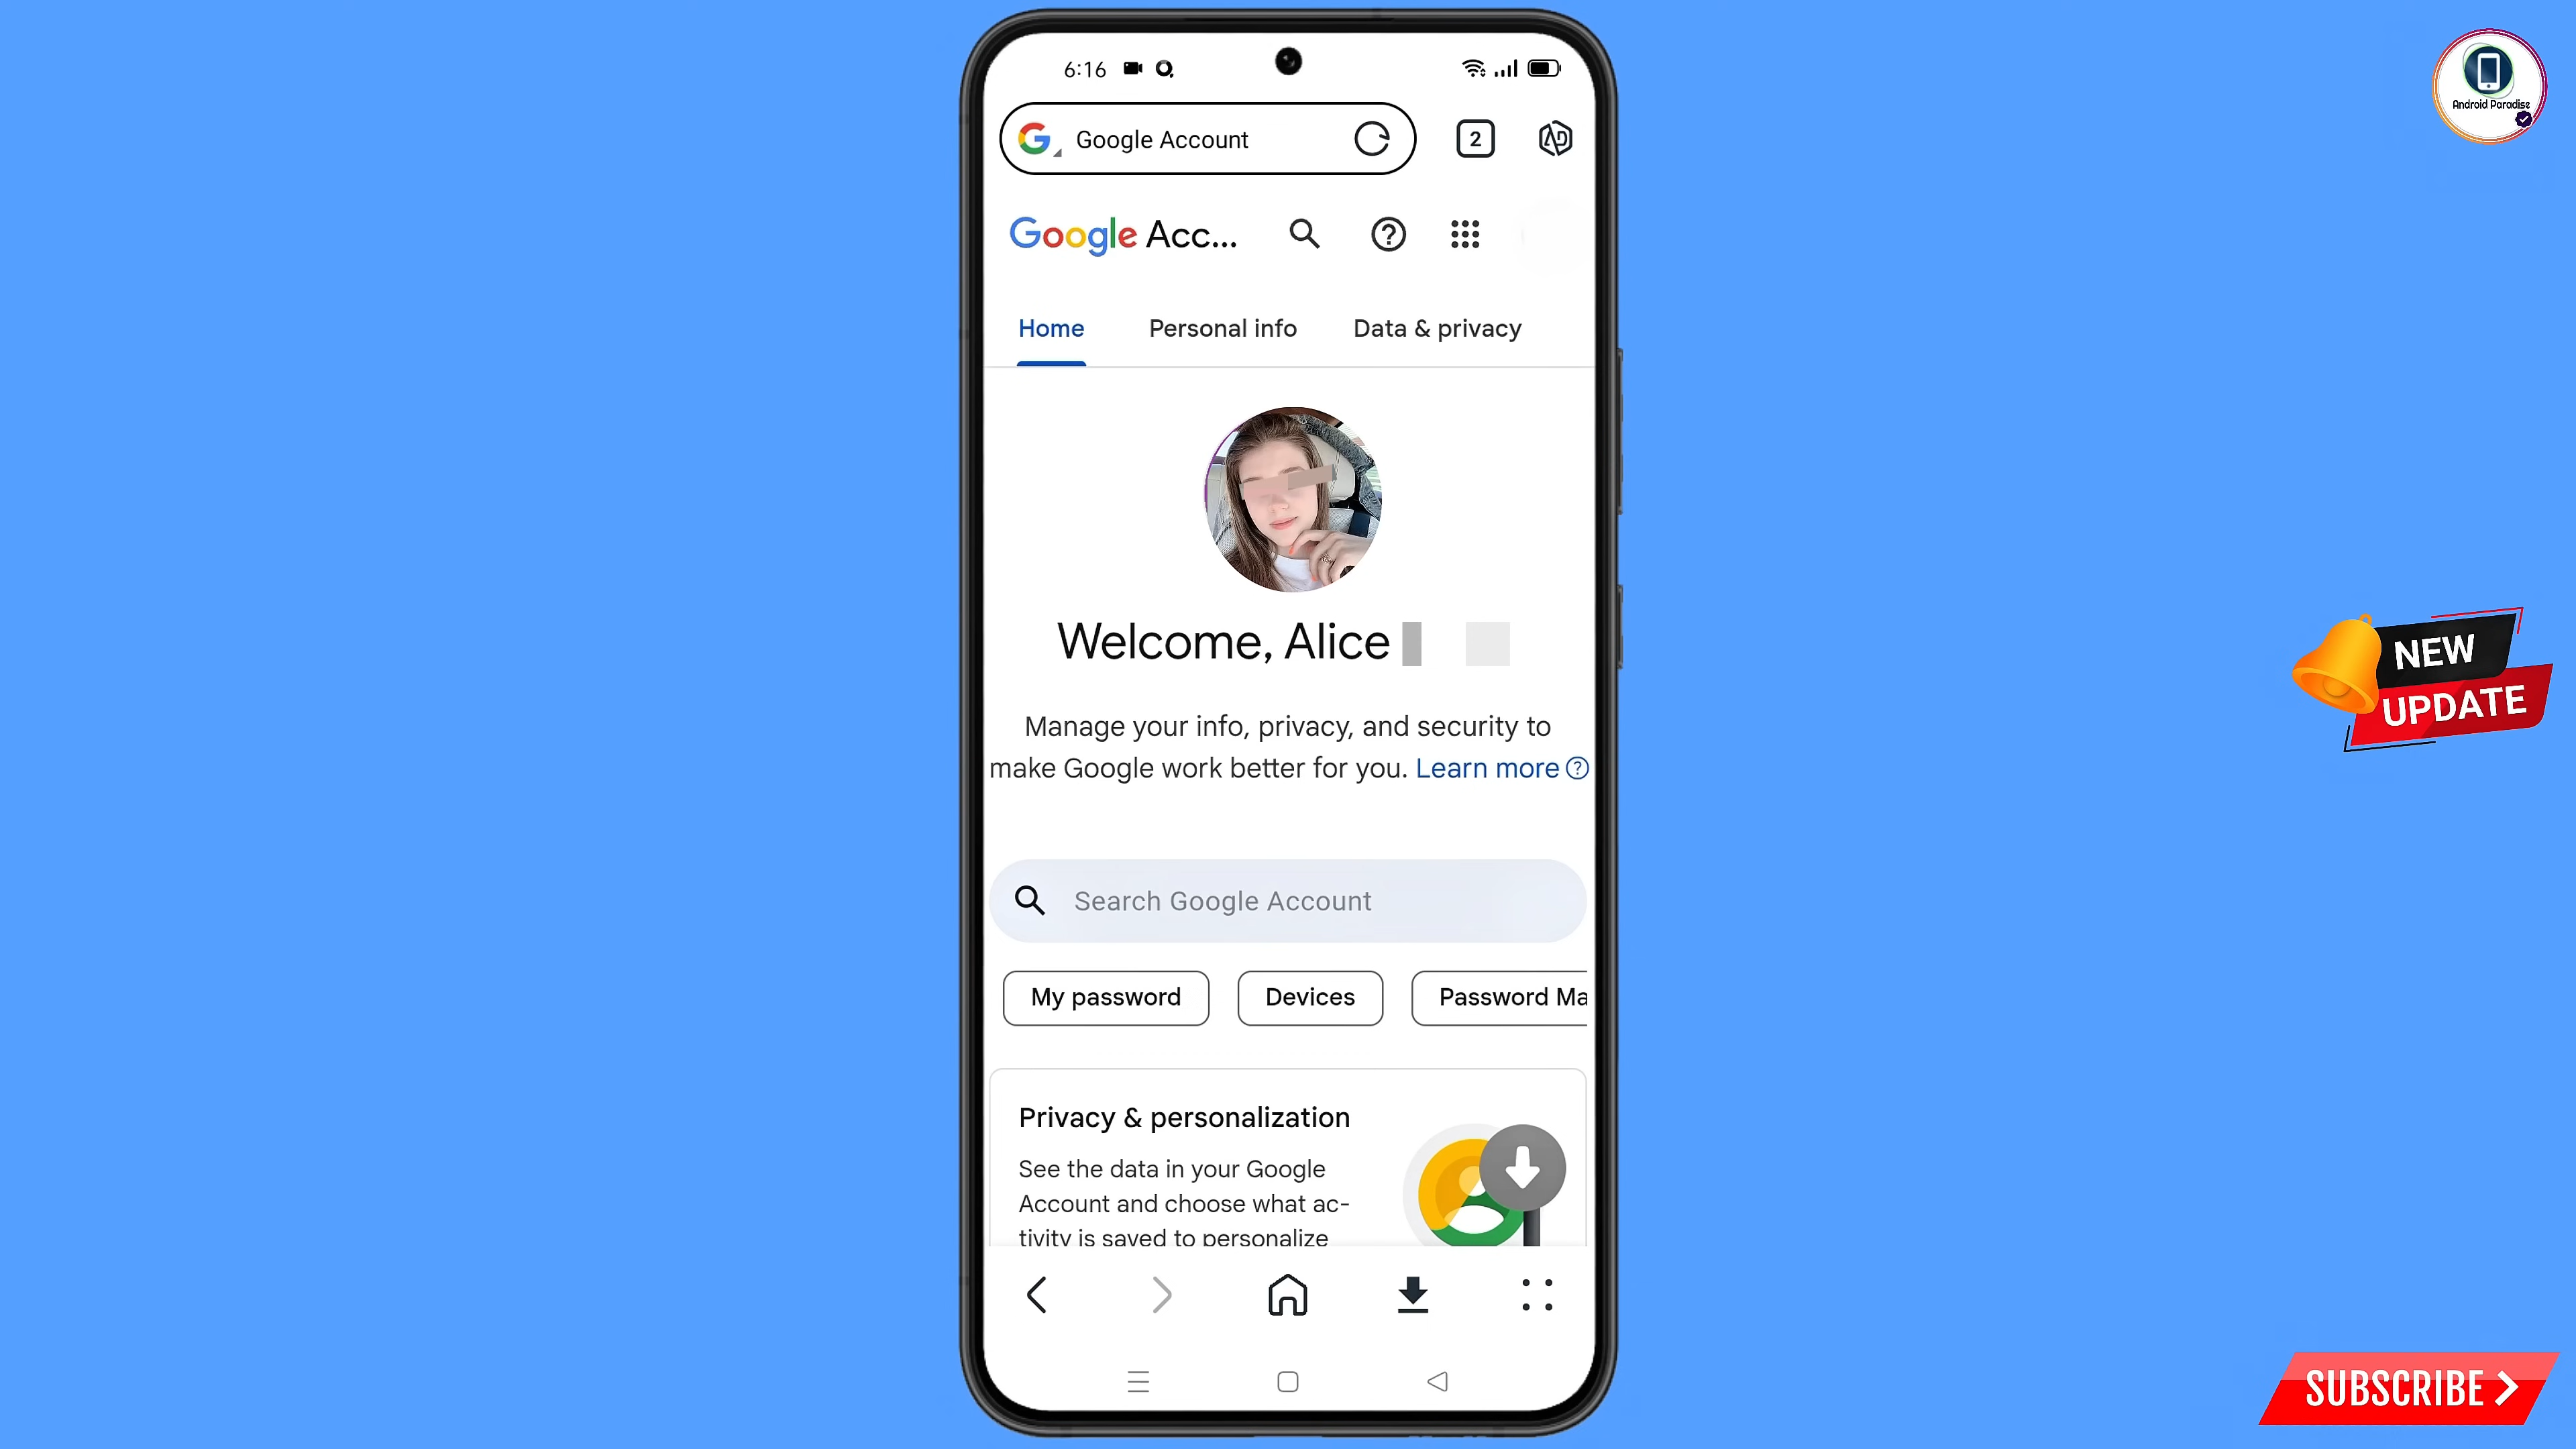 6:16
Google Account
2
Android Paradise
Google Acc...
Home Personal info Data & privacy
Welcome, Alice
NEW
UPDATE
Manage your info, privacy, and security to
make Google work better for you. Learn more
Search Google Account
My password Devices Password Ma
Privacy & personalization
See the data in your Google
Account and choose what ac-
tivity is saved to personalize
SUBSCRIBE